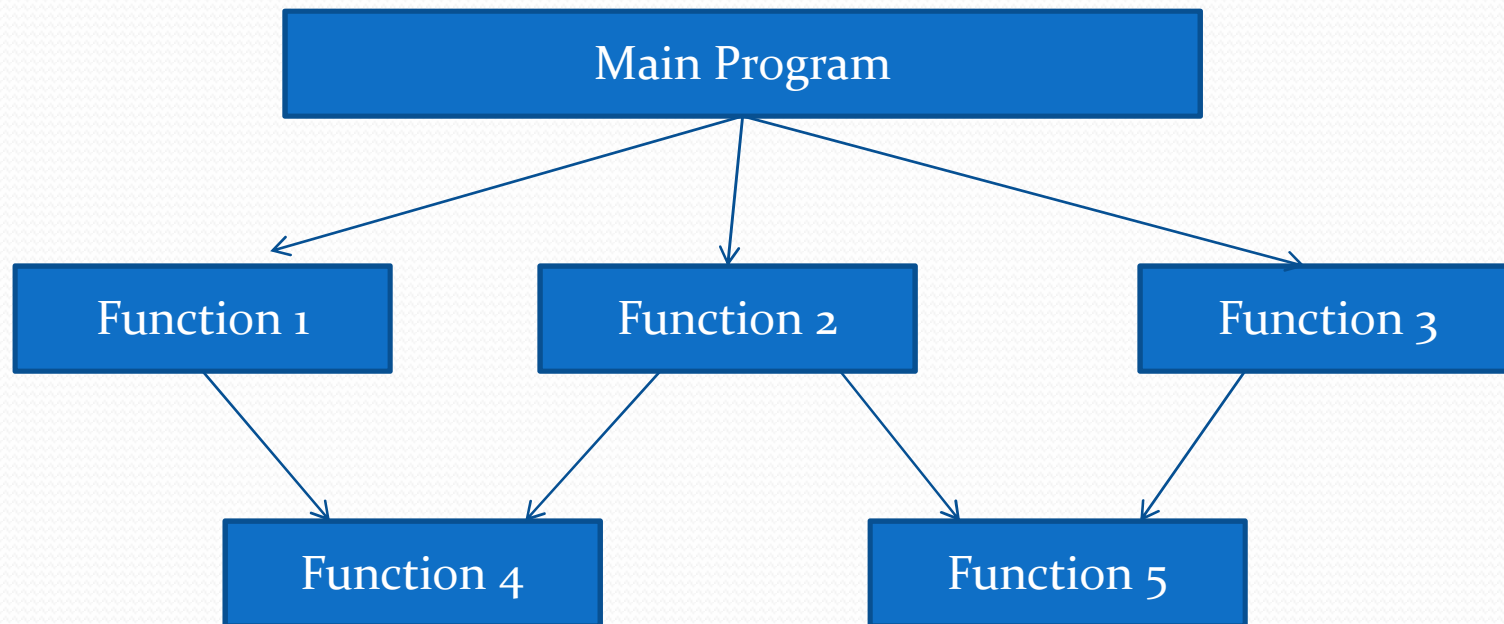 Main Program
Function 1
Function 2
Function 3
Function 4
Function 5